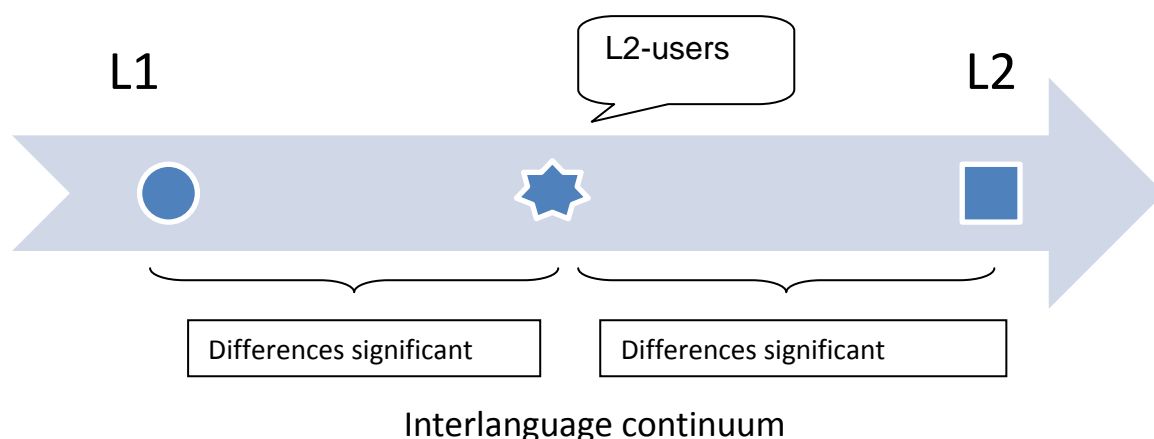 L2-users
L1
L2
Differences significant
Differences significant
Interlanguage continuum